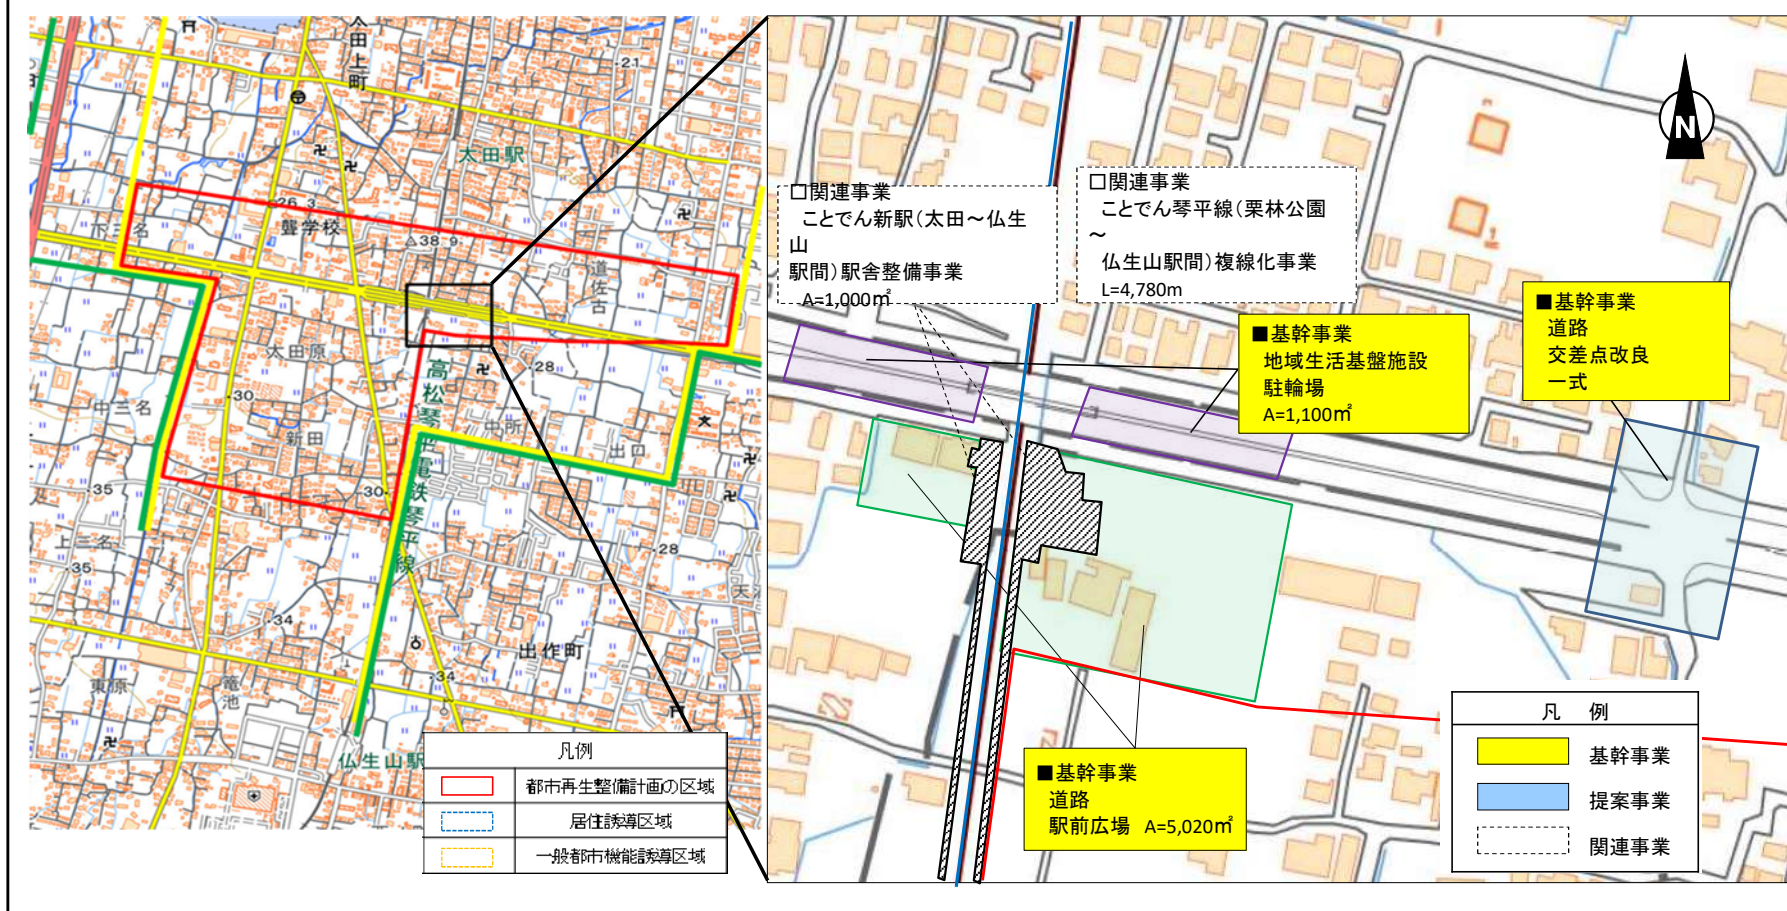 太田上町
21
太田駅
26.3
下三名
聾学校
38.9
道佐古
太田原
28
高松琴平電鉄琴平線
30
中三名
新田
中所
出口
35
30
上三名
28
35
34
出作町
34
東原
竜池
仏生山駅
凡例
都市再生整備計画の区域
居住誘導区域
一般都市機能誘導区域
N
□関連事業
ことでん新駅(太田~仏生
山
駅間)駅舎整備事業
A=1,000㎡
□関連事業
ことでん琴平線(栗林公園
~
仏生山駅間)複線化事業
L=4,780m
■基幹事業
地域生活基盤施設
駐輪場
A=1,100㎡
■基幹事業
道路
交差点改良
一式
■基幹事業
道路
駅前広場 A=5,020㎡
凡 例
基幹事業
提案事業
関連事業